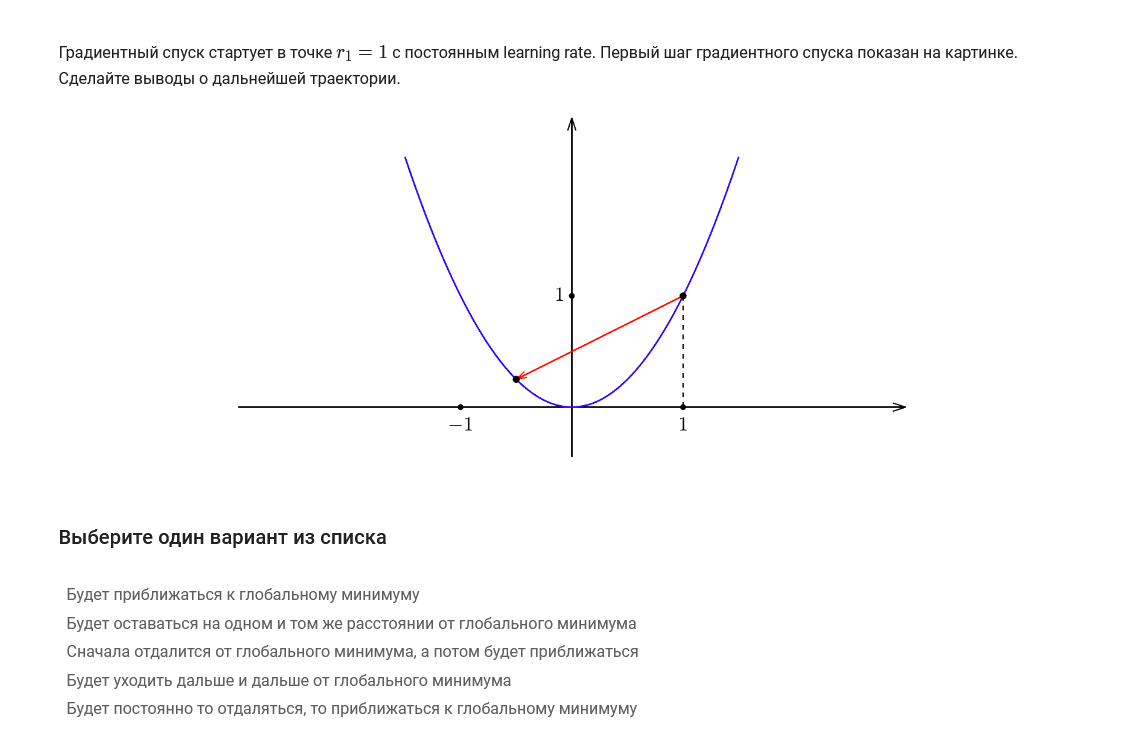 Градиентный спуск стартует в точке r₁ = 1 с постоянным learning rate. Первый шаг градиентного спуска показан на картинке.
Сделайте выводы о дальнейшей траектории.
1
−1
1
Выберите один вариант из списка
Будет приближаться к глобальному минимуму
Будет оставаться на одном и том же расстоянии от глобального минимума
Сначала отдалится от глобального минимума, а потом будет приближаться
Будет уходить дальше и дальше от глобального минимума
Будет постоянно то отдаляться, то приближаться к глобальному минимуму